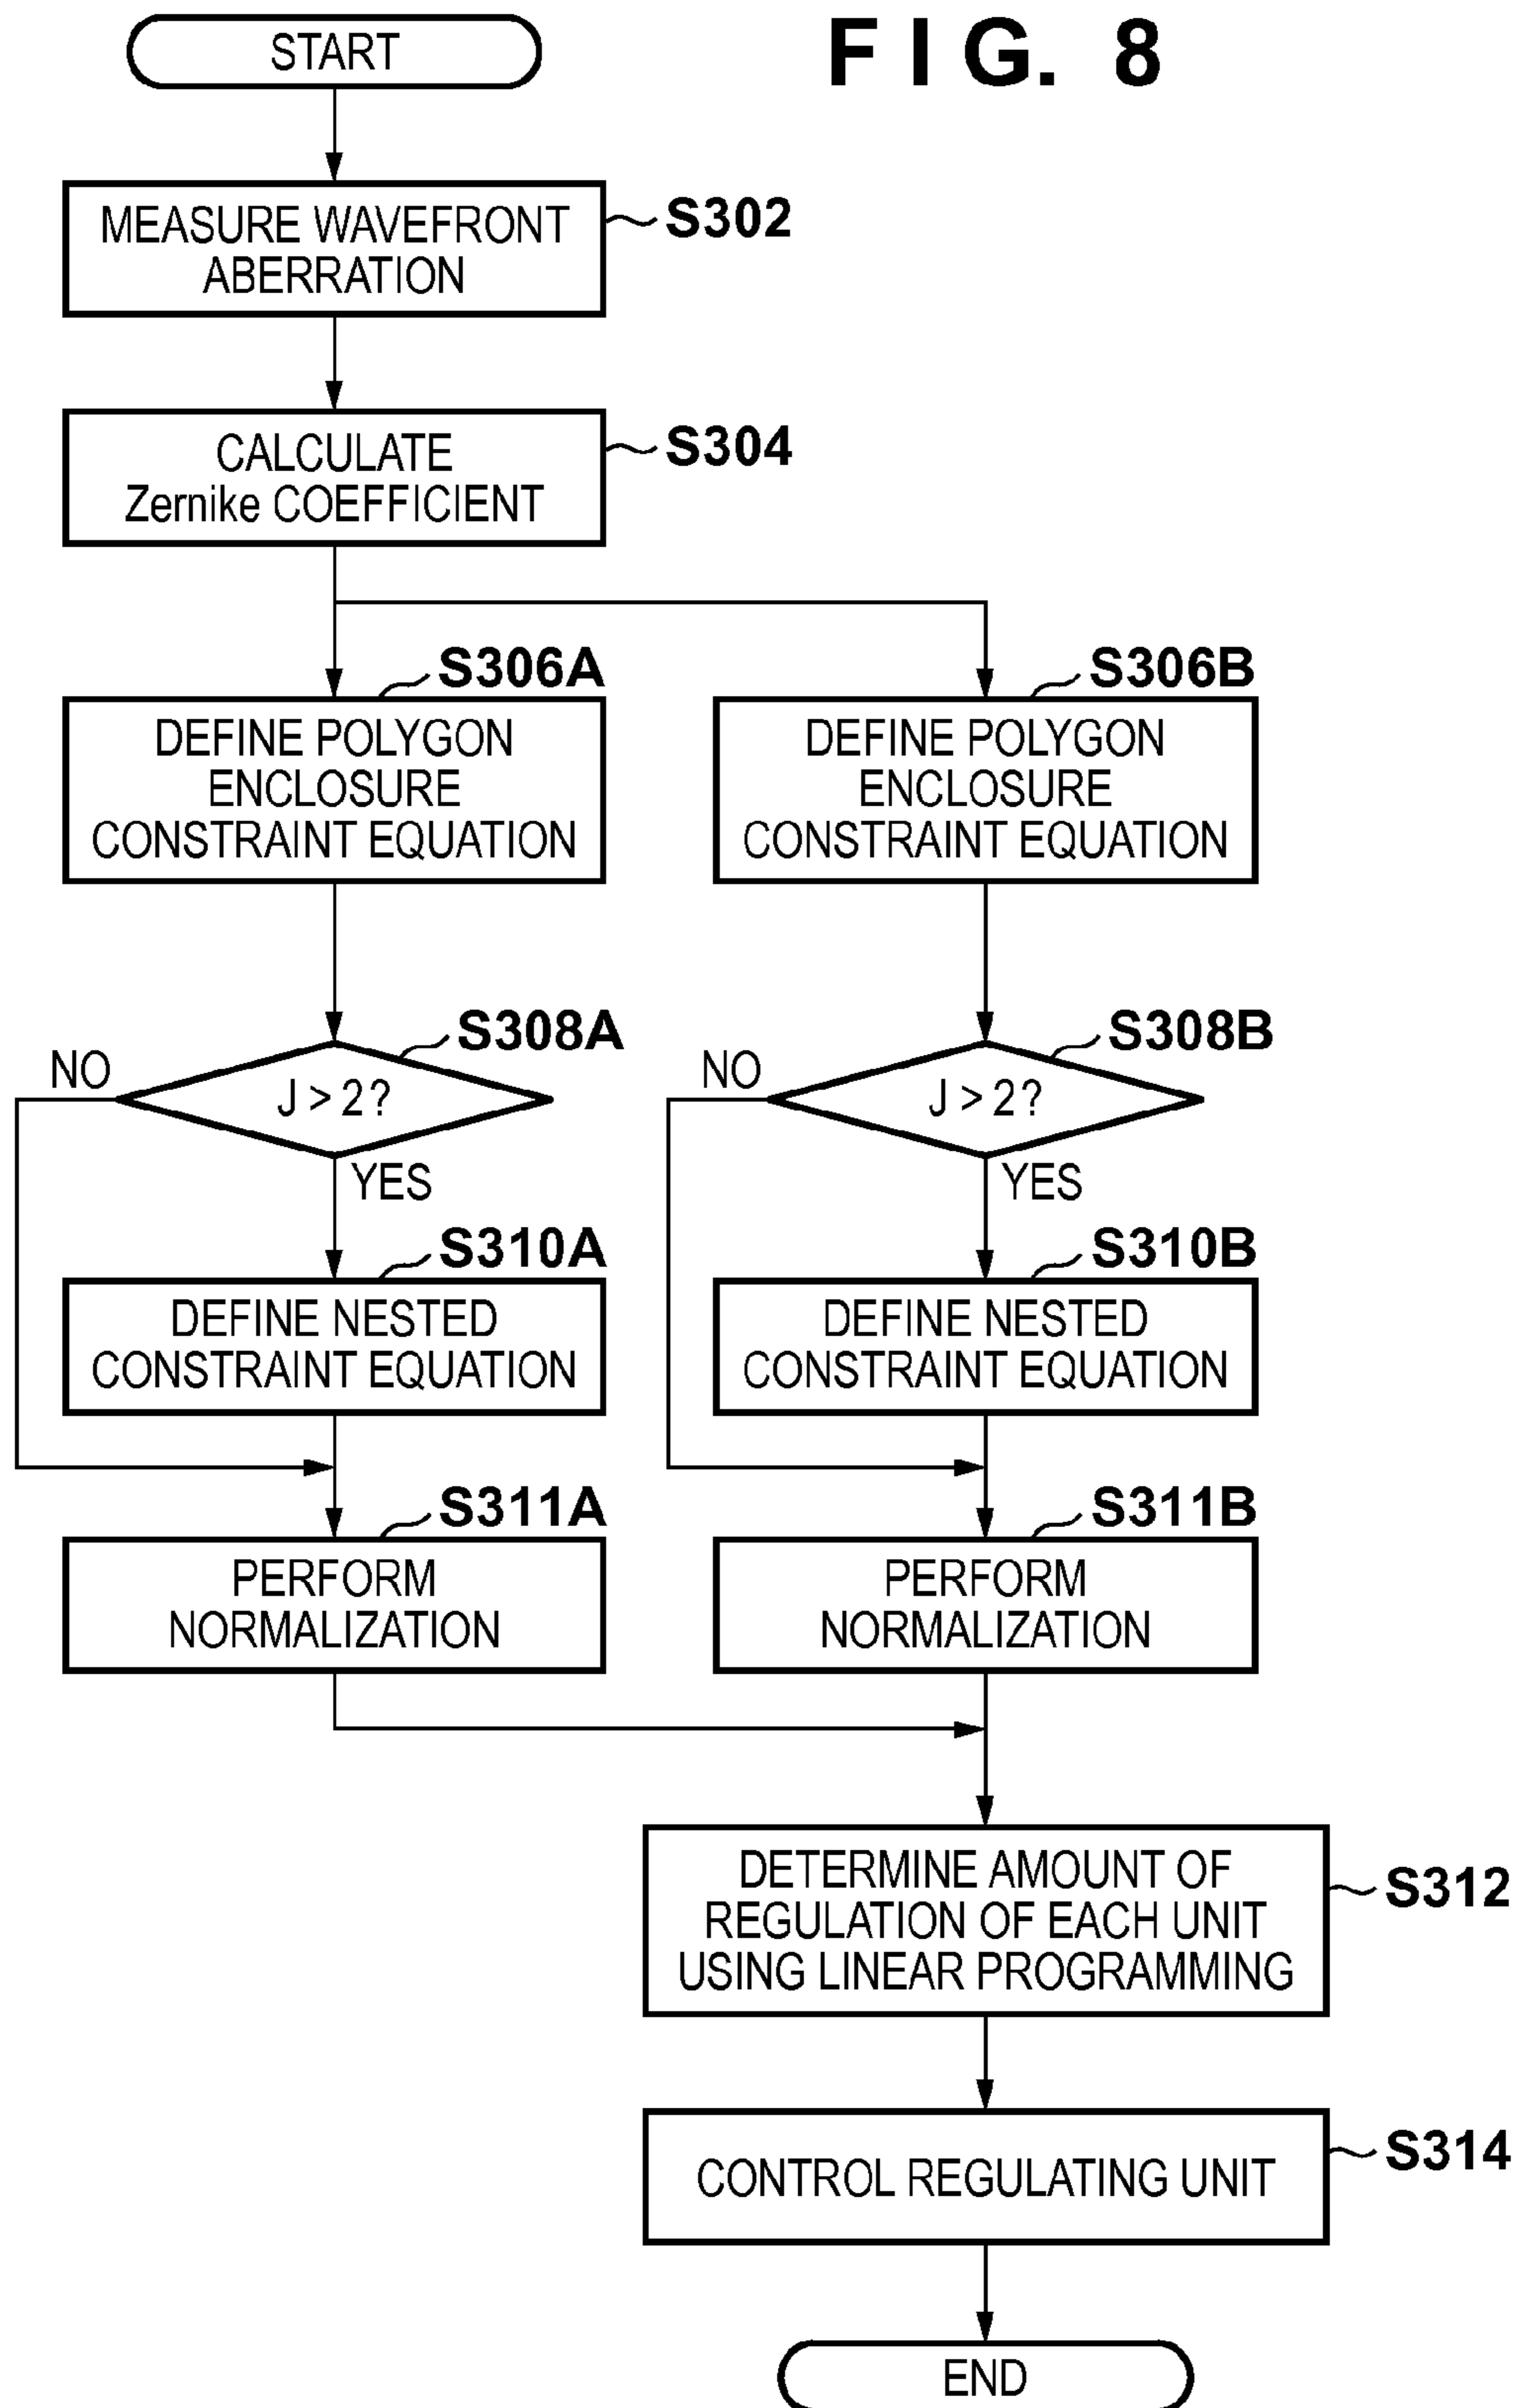 START
FIG. 8
MEASURE WAVEFRONT
ABERRATION
S302
CALCULATE
Zernike COEFFICIENT
S304
S306A
DEFINE POLYGON
ENCLOSURE
CONSTRAINT EQUATION
S306B
DEFINE POLYGON
ENCLOSURE
CONSTRAINT EQUATION
S308A
NO
J > 2?
YES
S308B
NO
J > 2?
YES
S310A
DEFINE NESTED
CONSTRAINT EQUATION
S310B
DEFINE NESTED
CONSTRAINT EQUATION
S311A
PERFORM
NORMALIZATION
S311B
PERFORM
NORMALIZATION
DETERMINE AMOUNT OF
REGULATION OF EACH UNIT
USING LINEAR PROGRAMMING
S312
CONTROL REGULATING UNIT
S314
END